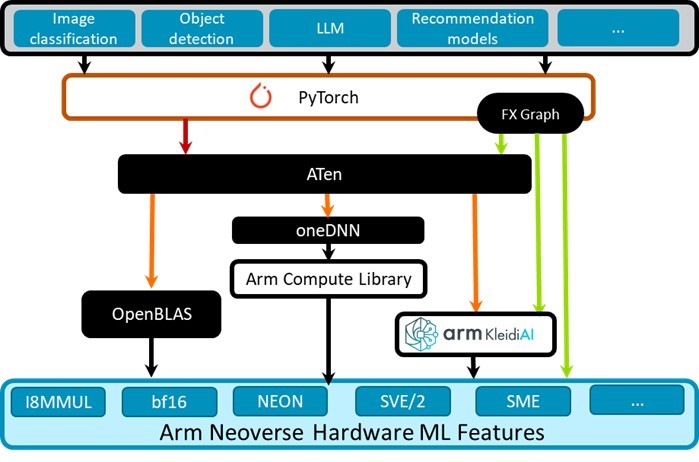 Image
classification
Object
detection
LLM
Recommendation
models
...
PyTorch
FX Graph
ATen
oneDNN
Arm Compute Library
OpenBLAS
arm KleidiAI
I8MMUL
bf16
NEON
SVE/2
SME
...
Arm Neoverse Hardware ML Features